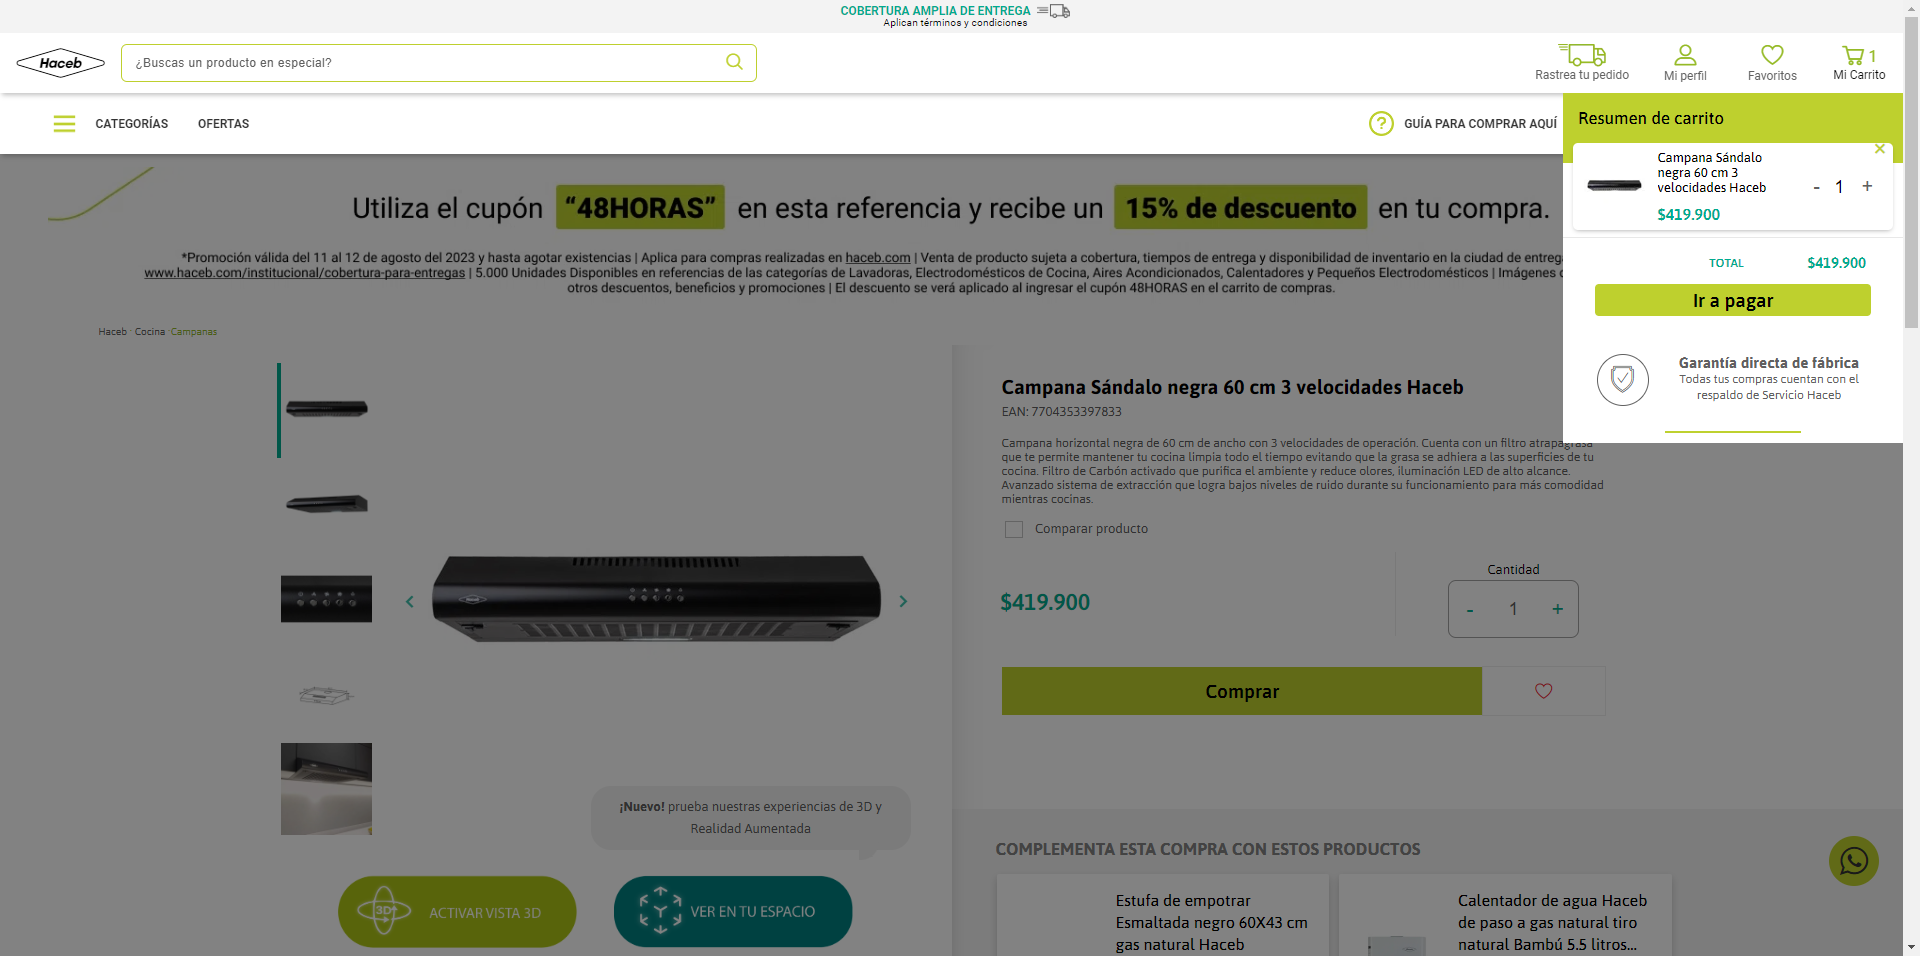 COBERTURA AMPLIA DE ENTREGA
Aplican términos y condiciones
Haceb
¿Buscas un producto en especial?
Rastrea tu pedido
Mi perfil
Favoritos
1
Mi Carrito
CATEGORÍAS
OFERTAS
? GUÍA PARA COMPRAR AQUÍ
Resumen de carrito
Campana Sándalo
negra 60 cm 3
velocidades Haceb
- 1 +
$419.900
TOTAL $419.900
Ir a pagar
Garantía directa de fábrica
Todas tus compras cuentan con el
respaldo de Servicio Haceb
Utiliza el cupón “48HORAS” en esta referencia y recibe un 15% de descuento en tu compra.
*Promoción válida del 11 al 12 de agosto del 2023 y hasta agotar existencias | Aplica para compras realizadas en haceb.com | Venta de producto sujeta a cobertura, tiempos de entrega y disponibilidad de inventario en la ciudad de entrega
www.haceb.com/institucional/cobertura-para-entregas | 5.000 Unidades Disponibles en referencias de las categorías de Lavadoras, Electrodomésticos de Cocina, Aires Acondicionados, Calentadores y Pequeños Electrodomésticos | Imágenes
otros descuentos, beneficios y promociones | El descuento se verá aplicado al ingresar el cupón 48HORAS en el carrito de compras.
Haceb · Cocina · Campanas
Campana Sándalo negra 60 cm 3 velocidades Haceb
EAN: 7704353397833
Campana horizontal negra de 60 cm de ancho con 3 velocidades de operación. Cuenta con un filtro atrapagrasa
que te permite mantener tu cocina limpia todo el tiempo evitando que la grasa se adhiera a las superficies de tu
cocina. Filtro de Carbón activado que purifica el ambiente y reduce olores, iluminación LED de alto alcance.
Avanzado sistema de extracción que logra bajos niveles de ruido durante su funcionamiento para más comodidad
mientras cocinas.
Comparar producto
Cantidad
$419.900
- 1 +
Comprar
¡Nuevo! prueba nuestras experiencias de 3D y
Realidad Aumentada
3D ACTIVAR VISTA 3D
VER EN TU ESPACIO
COMPLEMENTA ESTA COMPRA CON ESTOS PRODUCTOS
Estufa de empotrar
Esmaltada negro 60X43 cm
gas natural Haceb
Calentador de agua Haceb
de paso a gas natural tiro
natural Bambú 5.5 litros...